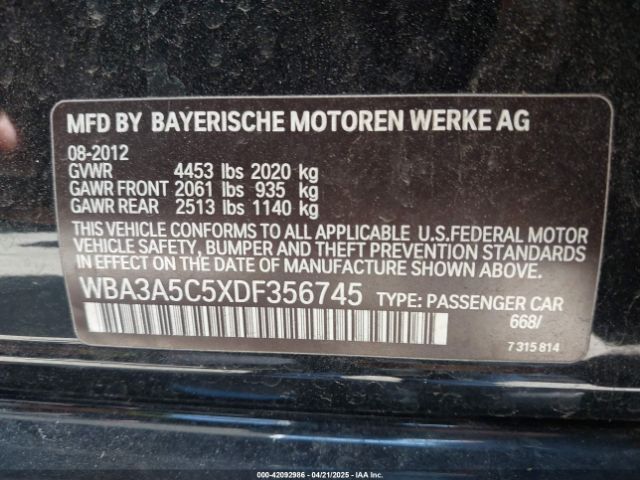 MFD BY BAYERISCHE MOTOREN WERKE AG
08-2012
GVWR 4453 lbs 2020 kg
GAWR FRONT 2061 lbs 935 kg
GAWR REAR 2513 lbs 1140 kg
THIS VEHICLE CONFORMS TO ALL APPLICABLE U.S.FEDERAL MOTOR
VEHICLE SAFETY, BUMPER AND THEFT PREVENTION STANDARDS
IN EFFECT ON THE DATE OF MANUFACTURE SHOWN ABOVE.
WBA3A5C5XDF356745 TYPE: PASSENGER CAR
668/
7 315 814
000-42092986 - 04/21/2025 - IAAI.COM